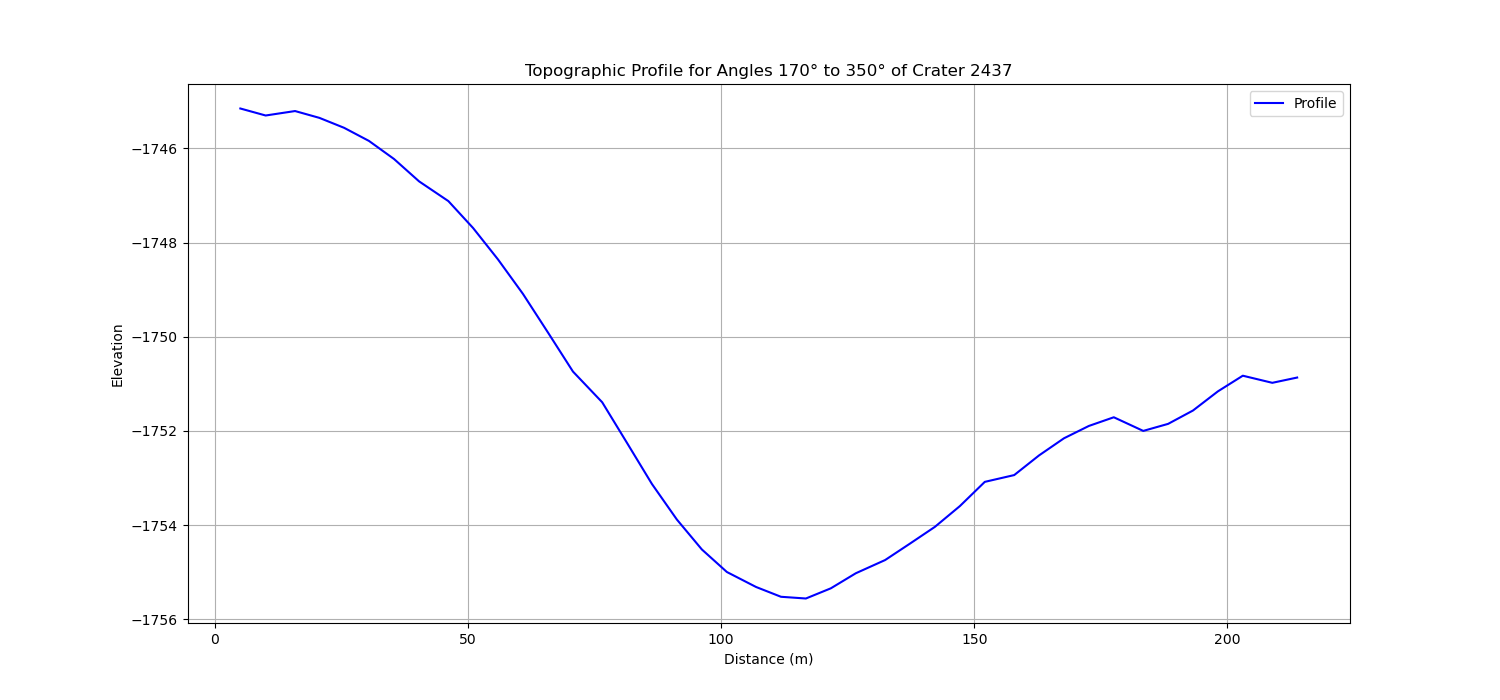 Topographic Profile for Angles 170° to 350° of Crater 2437
Profile
−1746
−1748
−1750
−1752
−1754
−1756
Elevation
0 50 100 150 200
Distance (m)